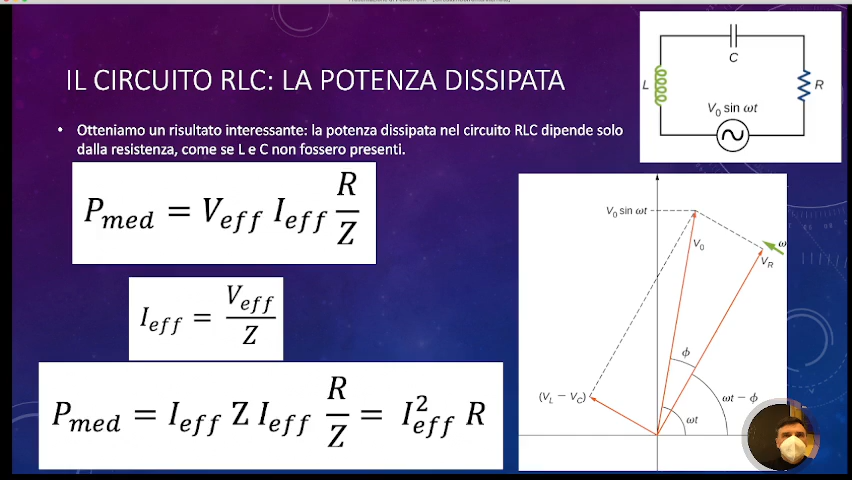 IL CIRCUITO RLC: LA POTENZA DISSIPATA
• Otteniamo un risultato interessante: la potenza dissipata nel circuito RLC dipende solo
dalla resistenza, come se L e C non fossero presenti.
P_med = V_eff I_eff R/Z
I_eff = V_eff/Z
P_med = I_eff Z I_eff R/Z = I²_eff R
C
L
R
V₀ sin ωt
V₀ sin ωt
V₀
ω
V_R
ϕ
(V_L − V_C)
ωt − ϕ
ωt